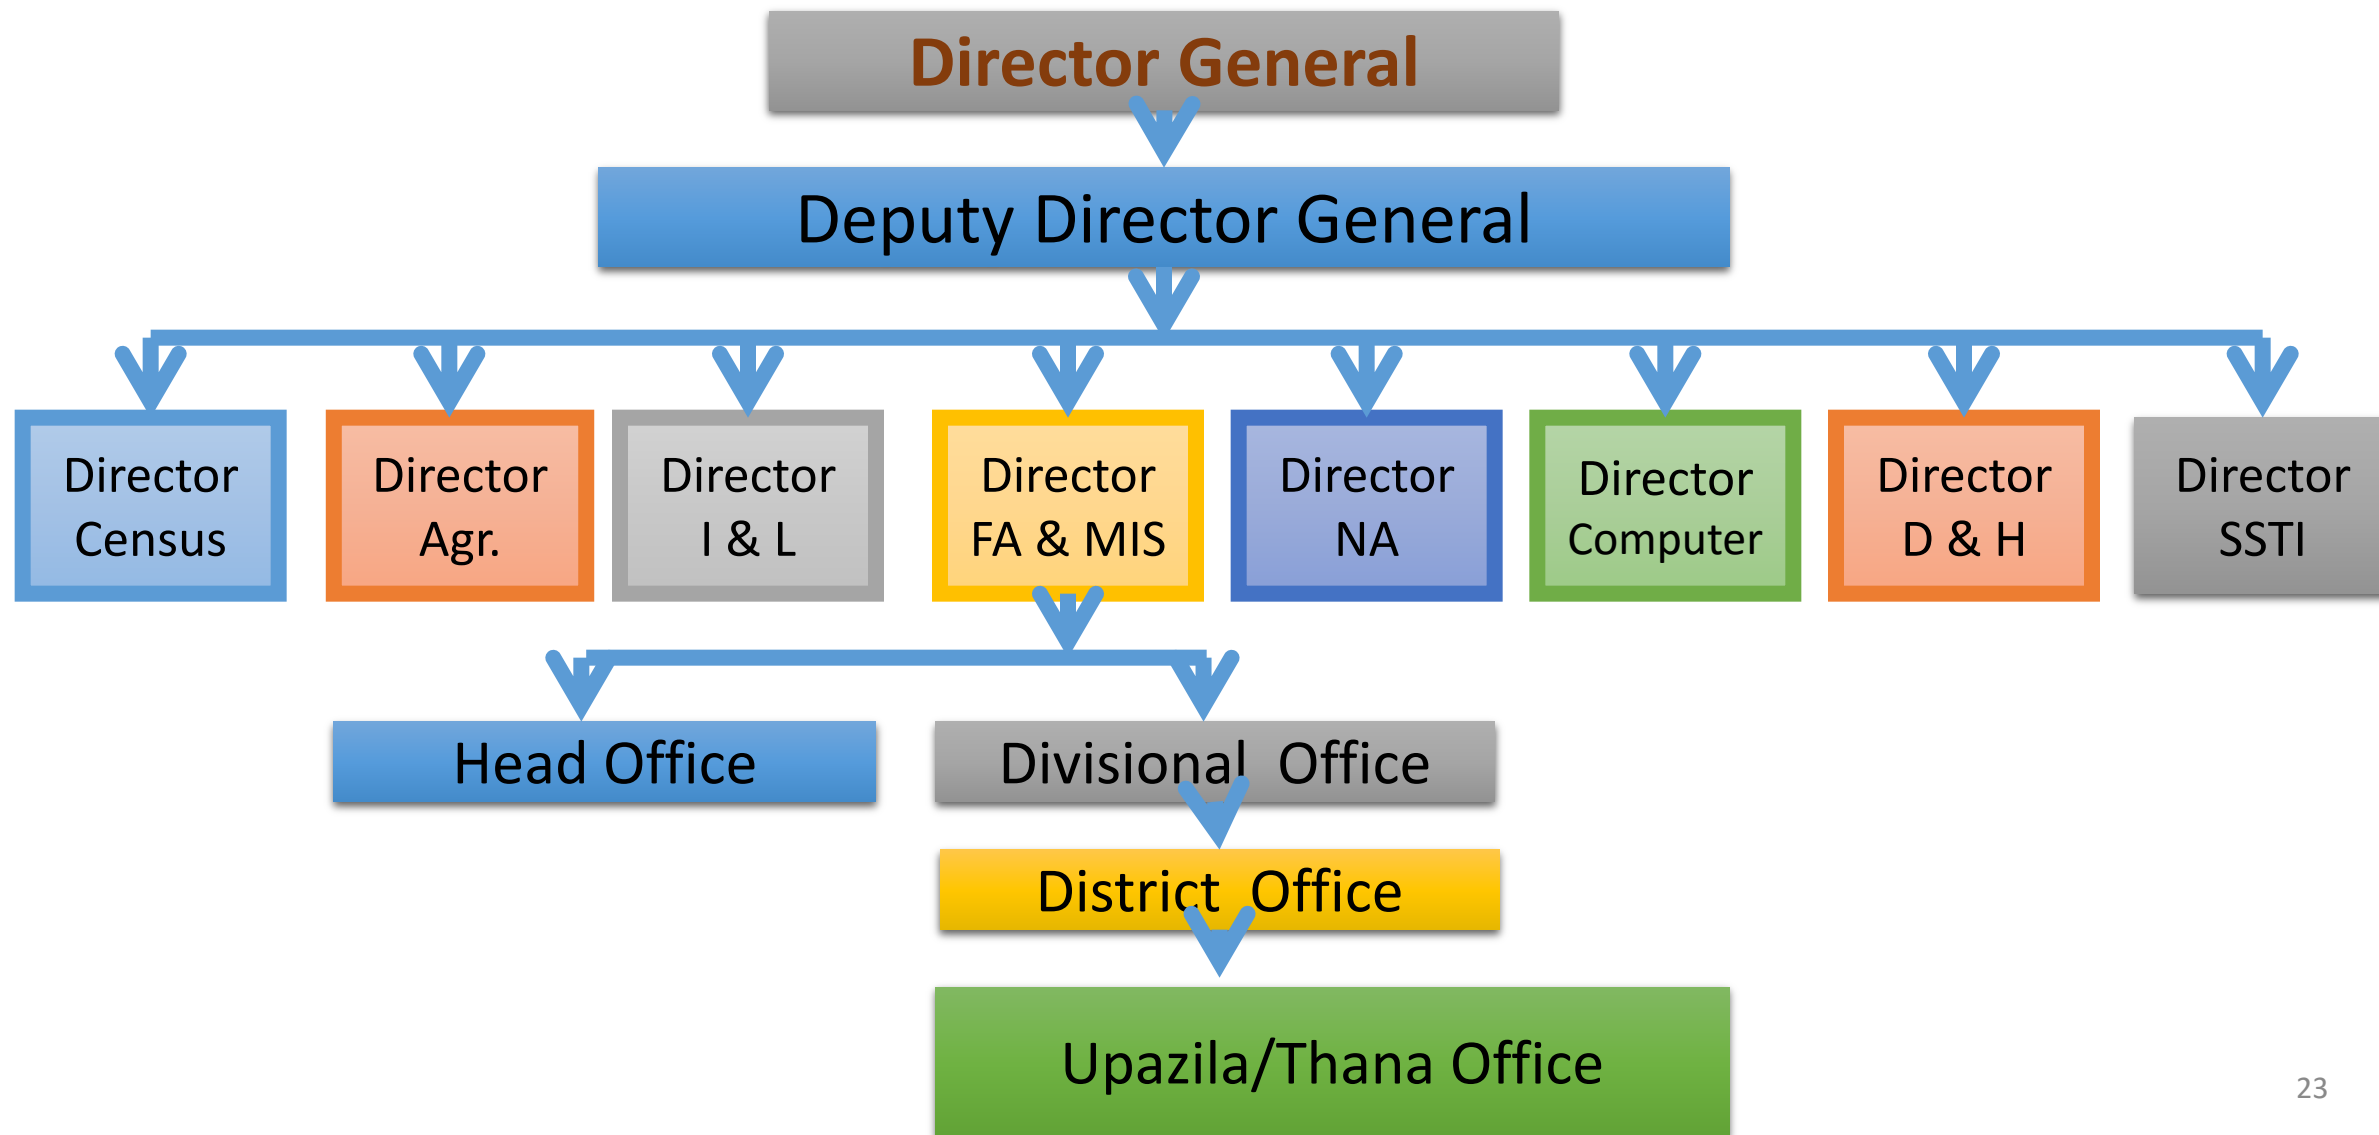 Director General
Deputy Director General
Director
Census
Director
Agr.
Director
I & L
Director
FA & MIS
Director
NA
Director
Computer
Director
D & H
Director
SSTI
Head Office
Divisional  Office
District  Office
Upazila/Thana Office
23